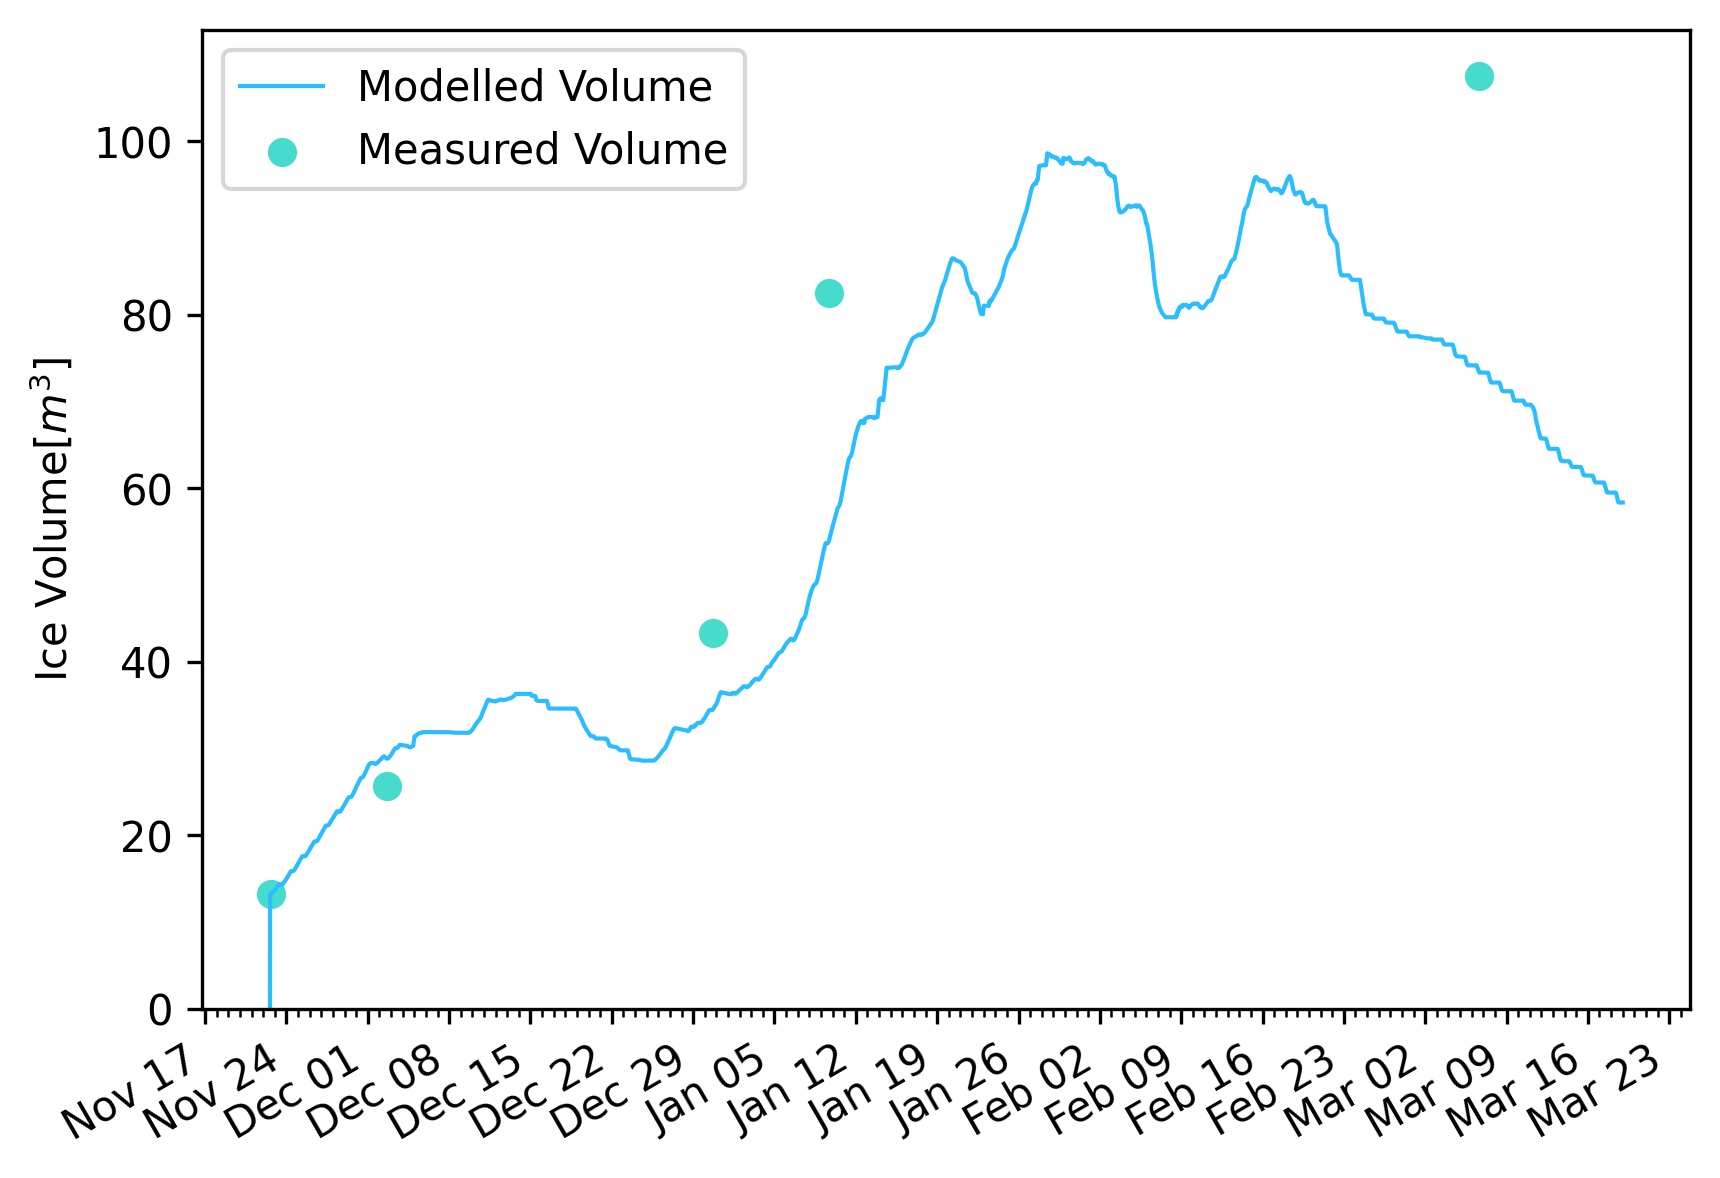 Modelled Volume
Measured Volume
Ice Volume[m³]
100
80
60
40
20
0
Nov 17
Nov 24
Dec 01
Dec 08
Dec 15
Dec 22
Dec 29
Jan 05
Jan 12
Jan 19
Jan 26
Feb 02
Feb 09
Feb 16
Feb 23
Mar 02
Mar 09
Mar 16
Mar 23